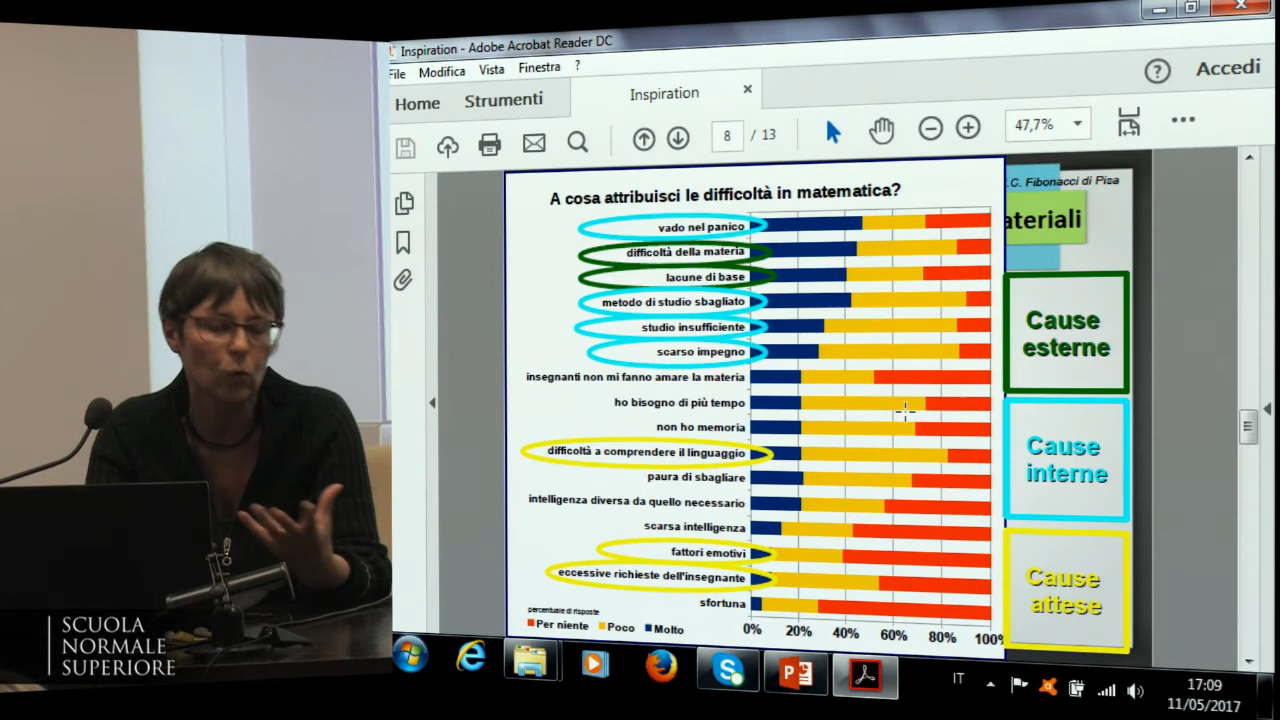 Inspiration - Adobe Acrobat Reader DC
File Modifica Vista Finestra ?
Home Strumenti Inspiration
Accedi
8 / 13
47,7%
A cosa attribuisci le difficoltà in matematica?
.C. Fibonacci di Pisa
ateriali
vado nel panico
difficoltà della materia
lacune di base
metodo di studio sbagliato
studio insufficiente
scarso impegno
insegnanti non mi fanno amare la materia
ho bisogno di più tempo
non ho memoria
difficoltà a comprendere il linguaggio
paura di sbagliare
intelligenza diversa da quello necessario
scarsa intelligenza
fattori emotivi
eccessive richieste dell'insegnante
sfortuna
percentuale di risposte
Per niente Poco Molto
0% 20% 40% 60% 80% 100%
Cause
esterne
Cause
interne
Cause
attese
SCUOLA
NORMALE
SUPERIORE
IT
17:09
11/05/2017